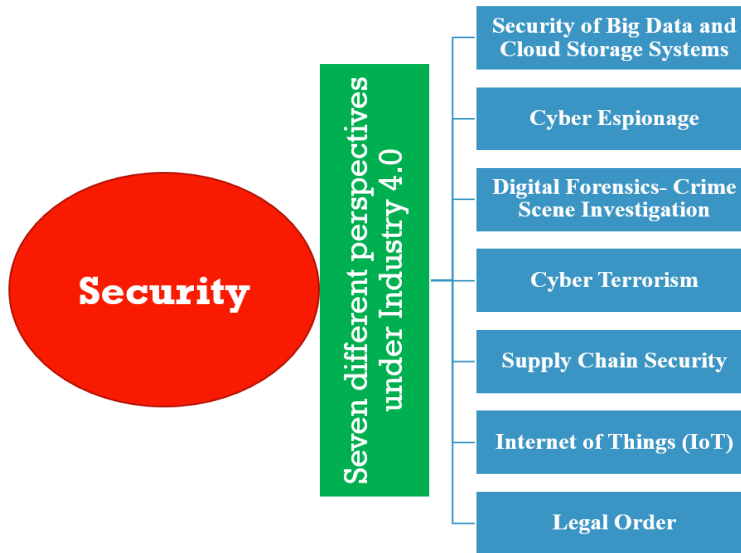 Security
Seven different perspectives
under Industry 4.0
Security of Big Data and
Cloud Storage Systems
Cyber Espionage
Digital Forensics- Crime
Scene Investigation
Cyber Terrorism
Supply Chain Security
Internet of Things (IoT)
Legal Order